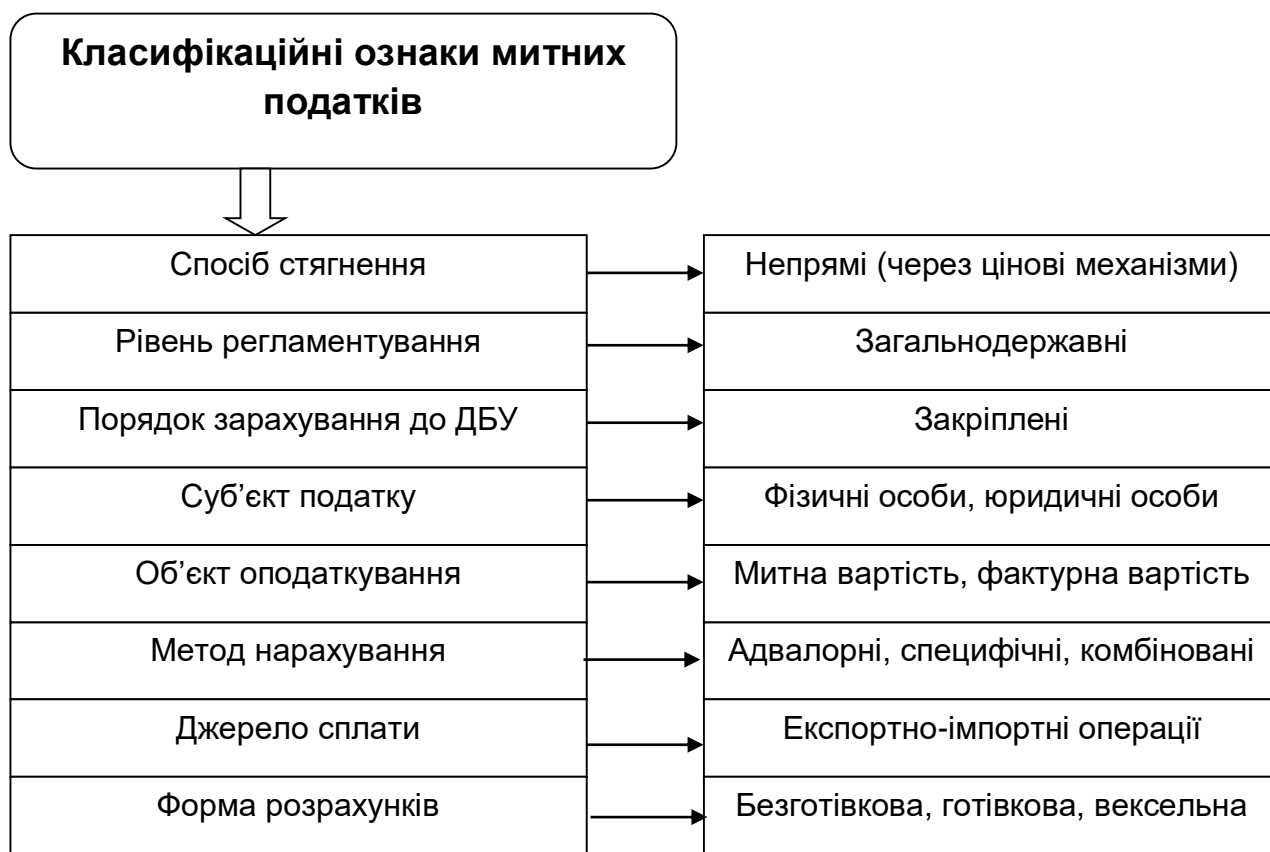 Класифікаційні ознаки митних
податків
Спосіб стягнення
Непрямі (через цінові механізми)
Рівень регламентування
Загальнодержавні
Порядок зарахування до ДБУ
Закріплені
Суб’єкт податку
Фізичні особи, юридичні особи
Об’єкт оподаткування
Митна вартість, фактурна вартість
Метод нарахування
Адвалорні, специфічні, комбіновані
Джерело сплати
Експортно-імпортні операції
Форма розрахунків
Безготівкова, готівкова, вексельна